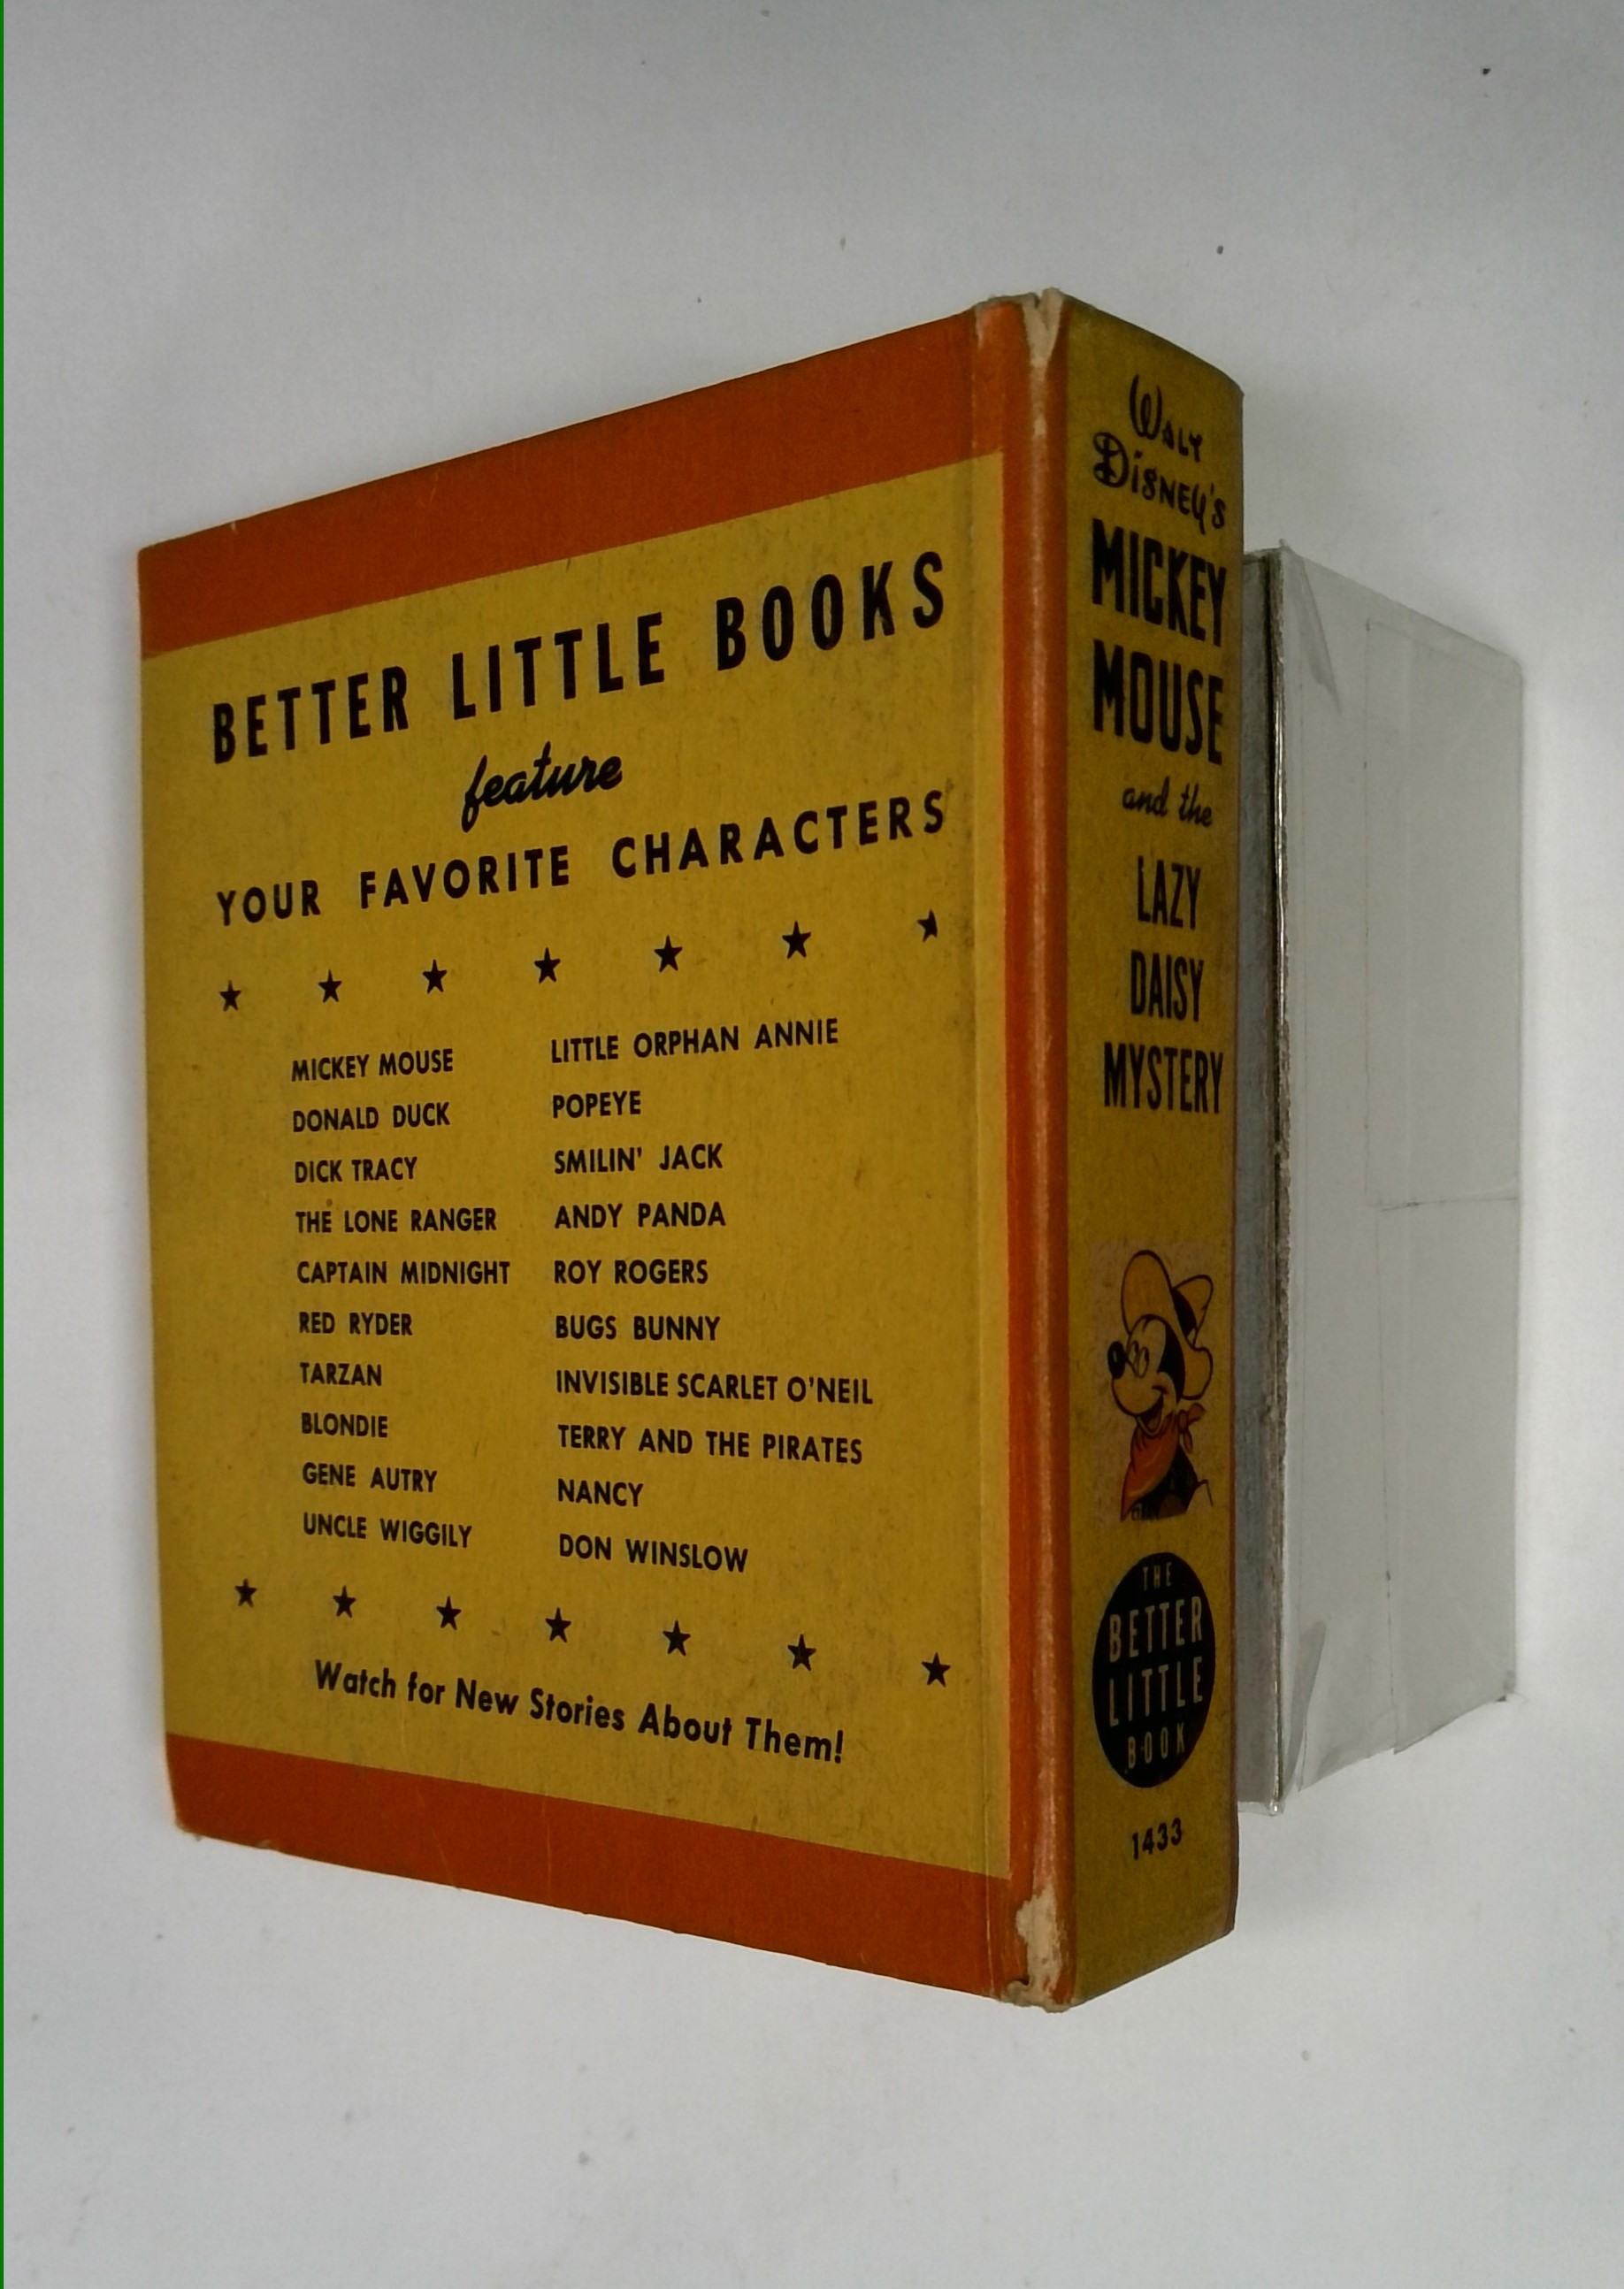 BETTER LITTLE BOOKS
feature
YOUR FAVORITE CHARACTERS
MICKEY MOUSE
DONALD DUCK
DICK TRACY
THE LONE RANGER
CAPTAIN MIDNIGHT
RED RYDER
TARZAN
BLONDIE
GENE AUTRY
UNCLE WIGGILY
LITTLE ORPHAN ANNIE
POPEYE
SMILIN' JACK
ANDY PANDA
ROY ROGERS
BUGS BUNNY
INVISIBLE SCARLET O'NEIL
TERRY AND THE PIRATES
NANCY
DON WINSLOW
Watch for New Stories About Them!
WALT
DISNEY'S
MICKEY
MOUSE
and the
LAZY
DAISY
MYSTERY
THE
BETTER
LITTLE
BOOK
1433